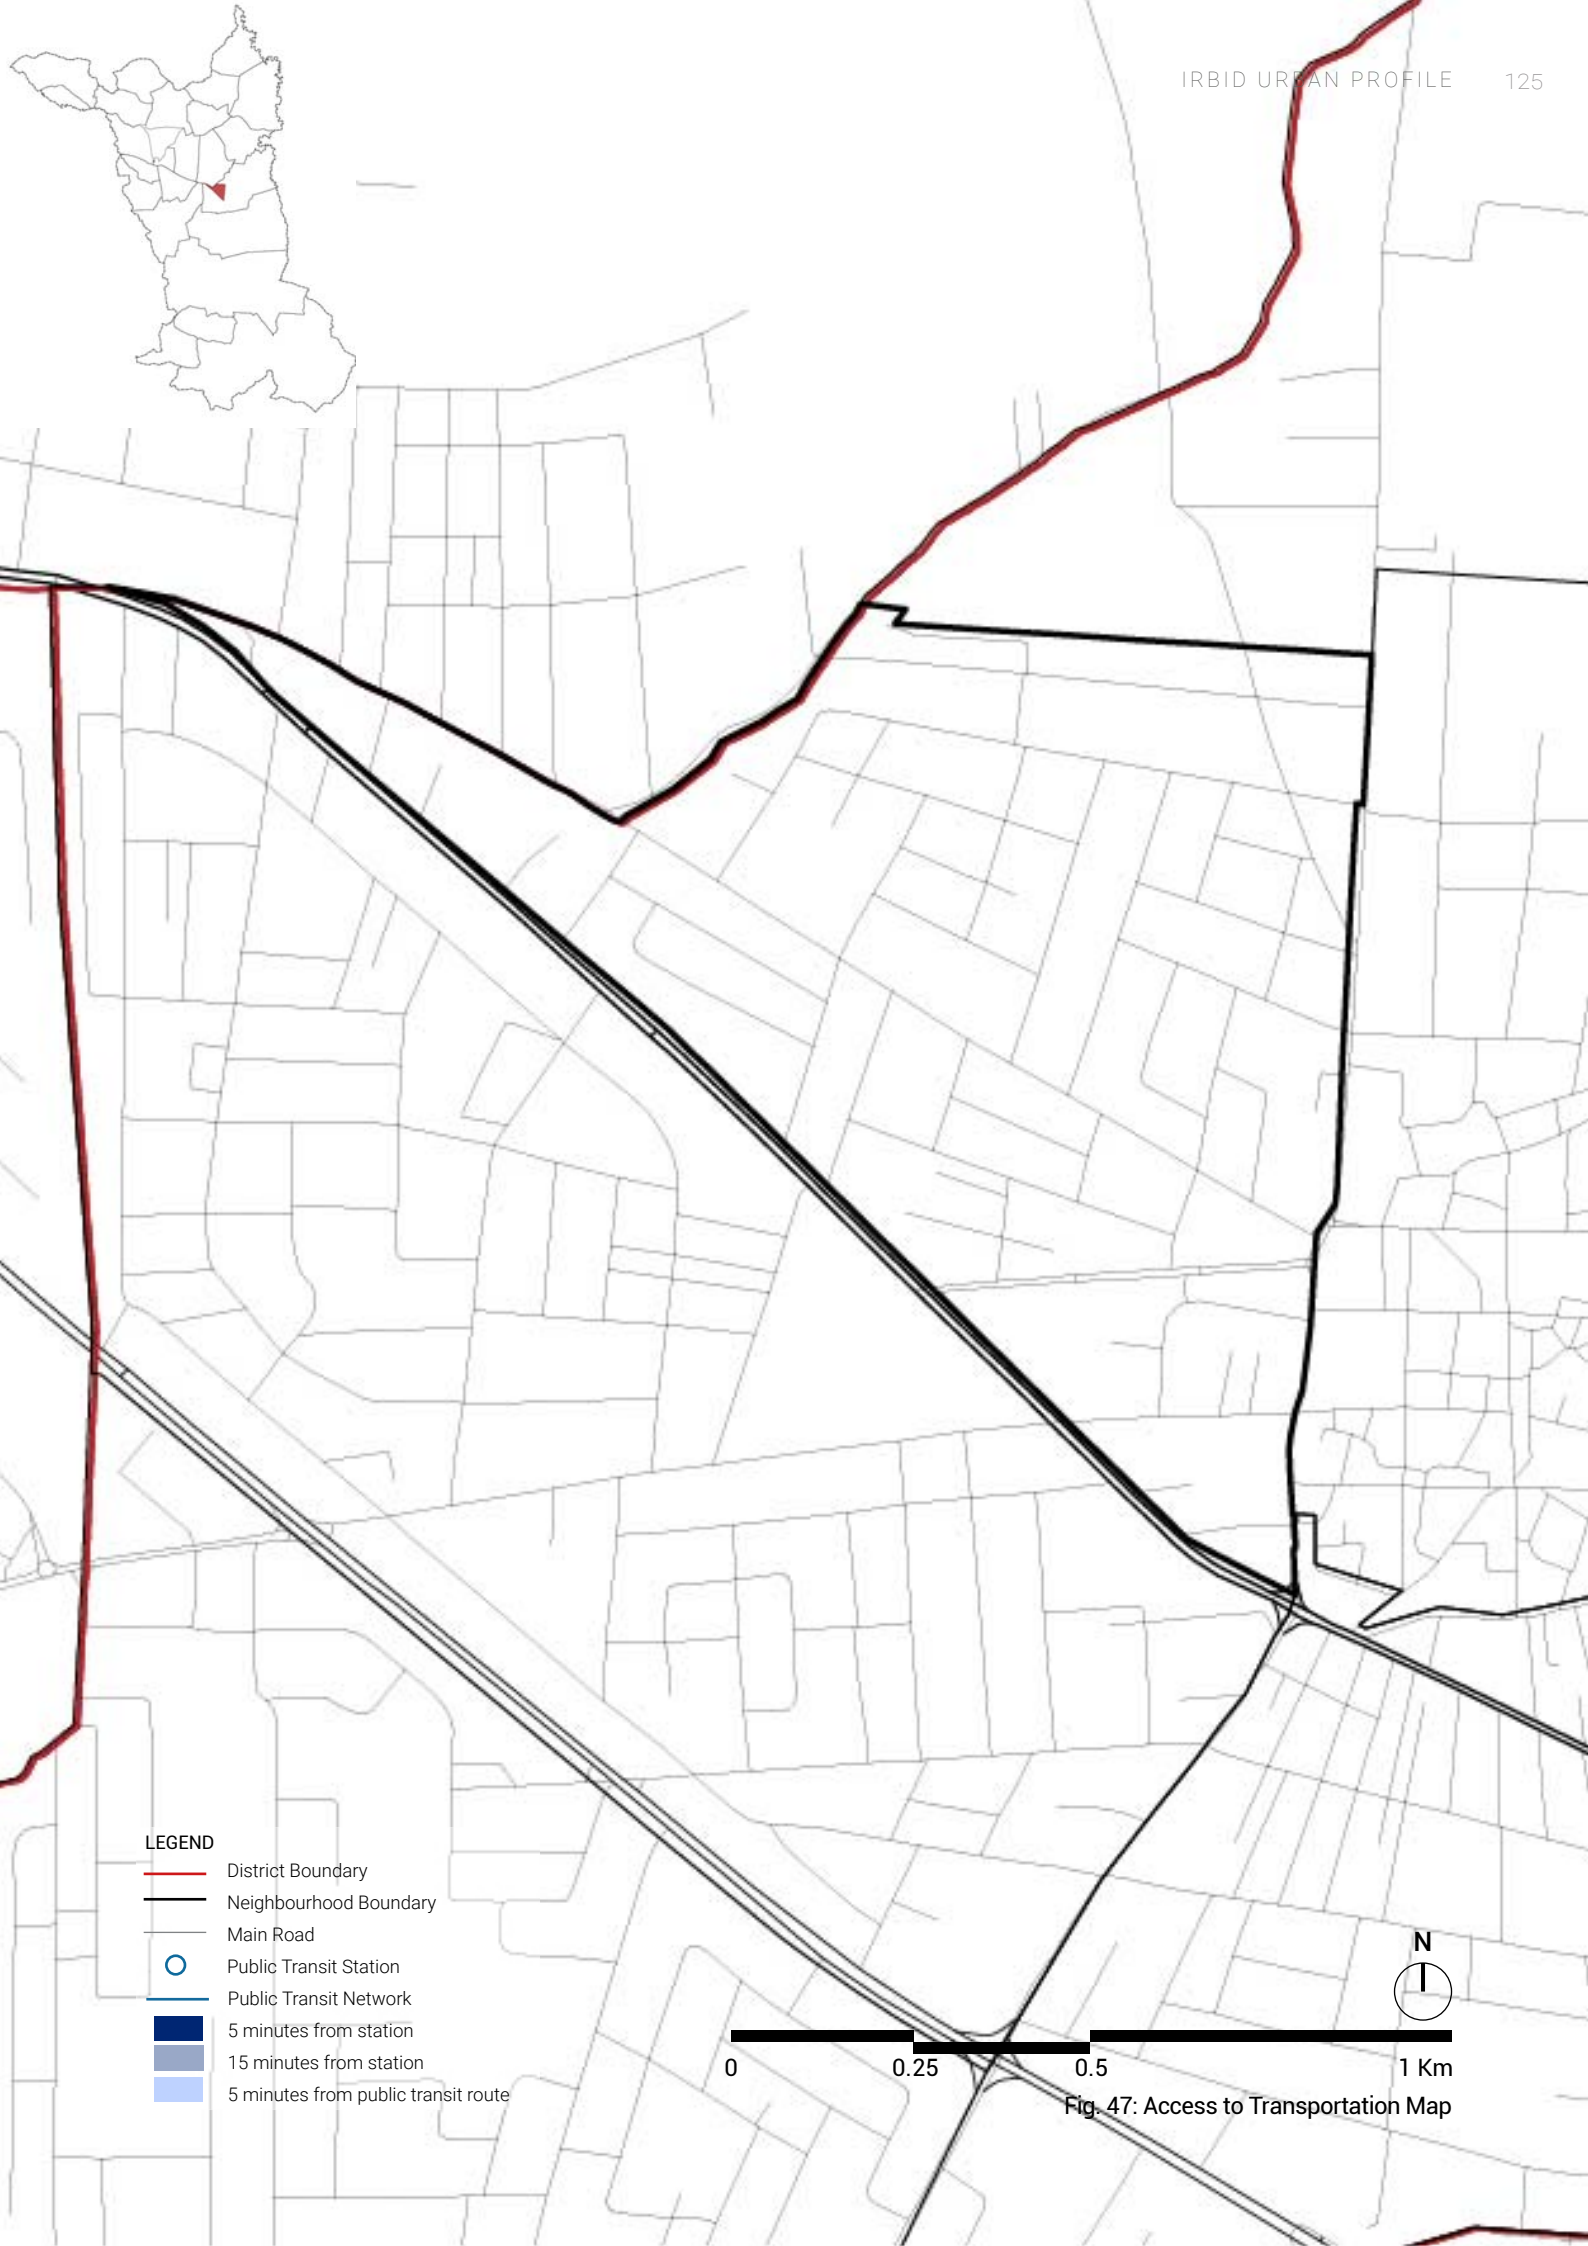 IRBID URBAN PROFILE 125
LEGEND
District Boundary
Neighbourhood Boundary
Main Road
Public Transit Station
Public Transit Network
5 minutes from station
15 minutes from station
5 minutes from public transit route
N
0 0.25 0.5 1 Km
Fig. 47: Access to Transportation Map